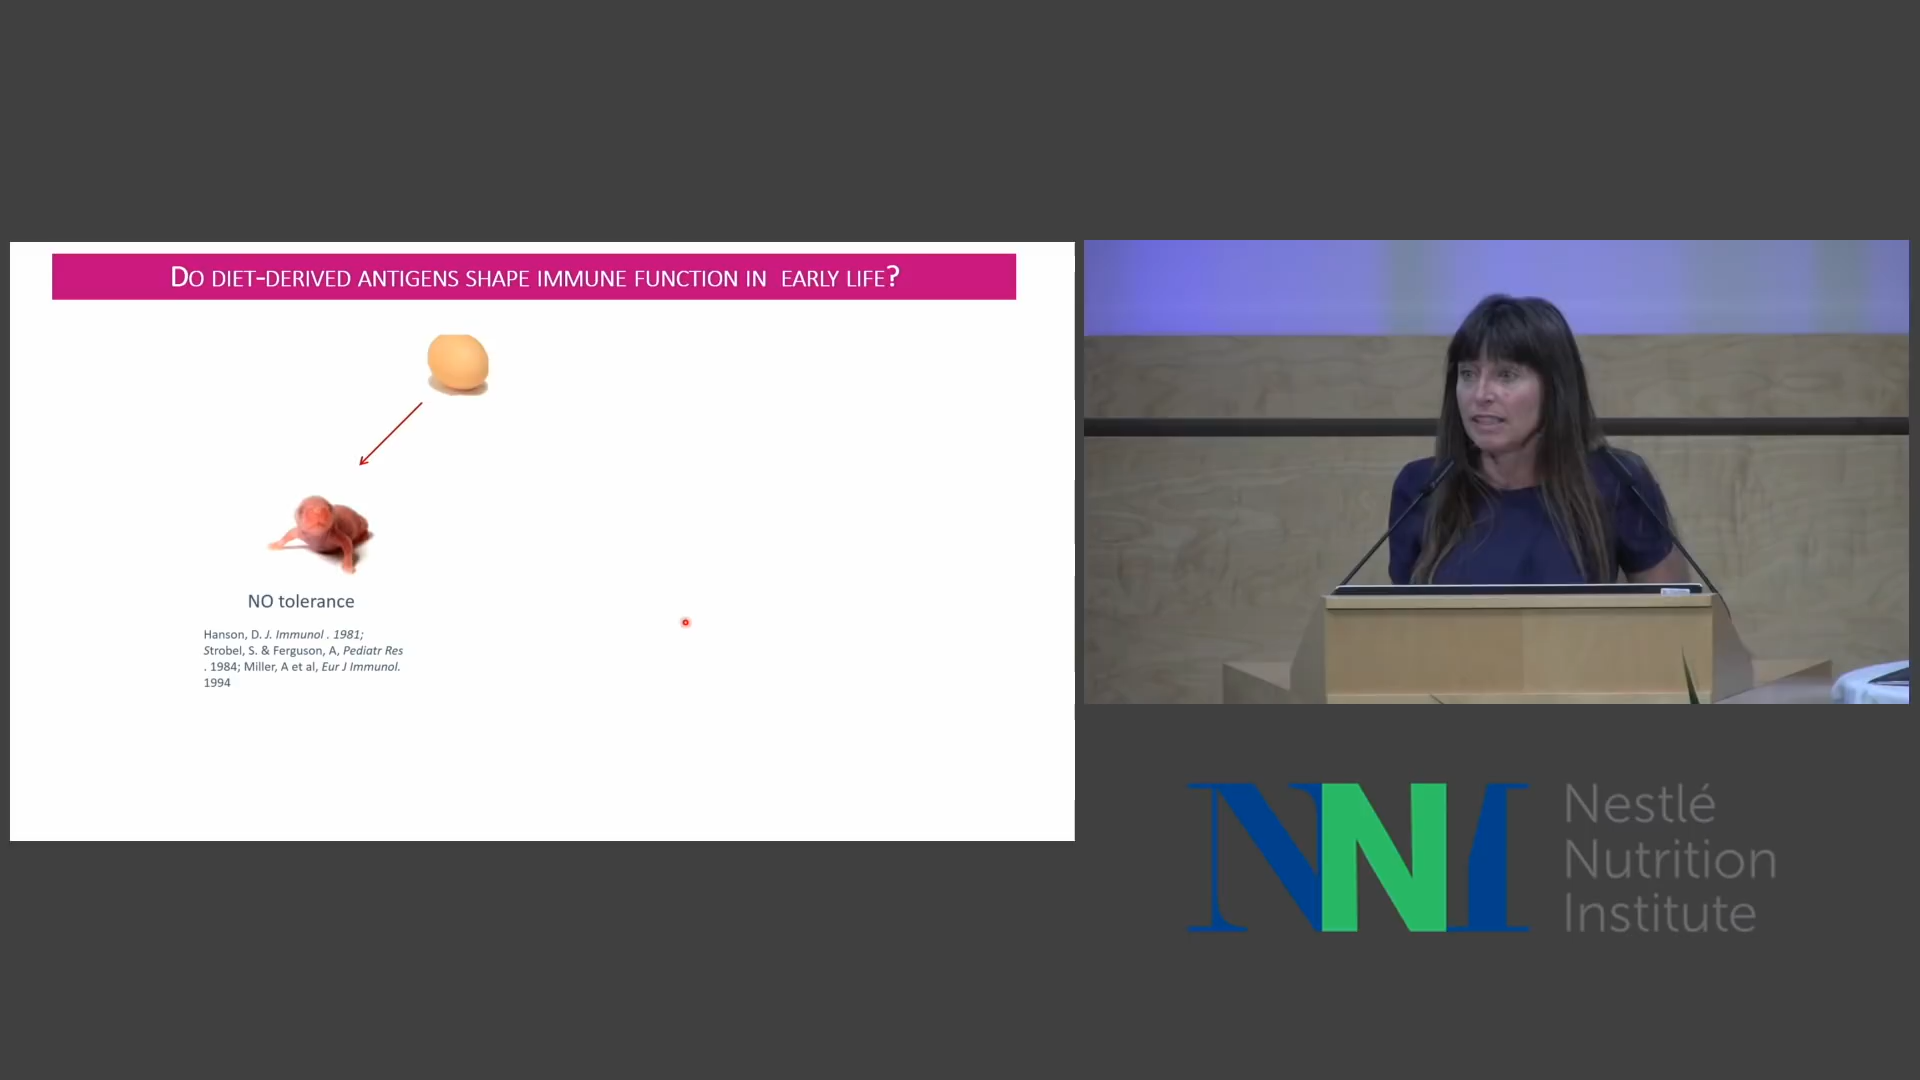 DO DIET-DERIVED ANTIGENS SHAPE IMMUNE FUNCTION IN EARLY LIFE?
NO tolerance
Hanson, D. J. Immunol . 1981;
Strobel, S. & Ferguson, A, Pediatr Res
. 1984; Miller, A et al, Eur J Immunol.
1994
NNI
Nestlé
Nutrition
Institute